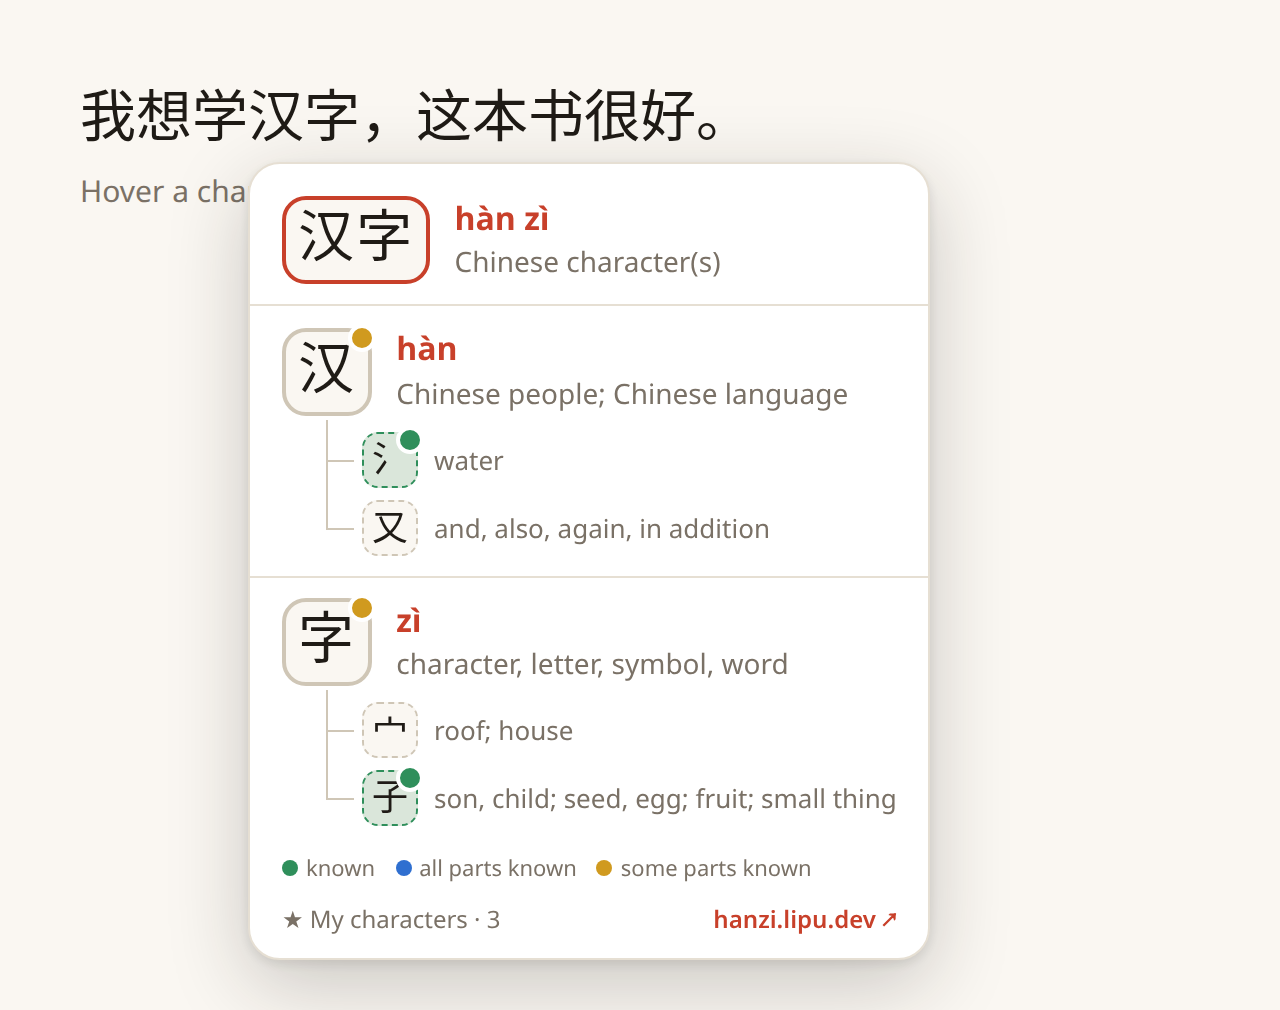 我想学汉字，这本书很好。
Hover a cha
汉字
hàn zì
Chinese character(s)
汉
hàn
Chinese people; Chinese language
氵 water
又 and, also, again, in addition
字
zì
character, letter, symbol, word
宀 roof; house
子 son, child; seed, egg; fruit; small thing
known all parts known some parts known
★ My characters · 3 hanzi.lipu.dev ↗